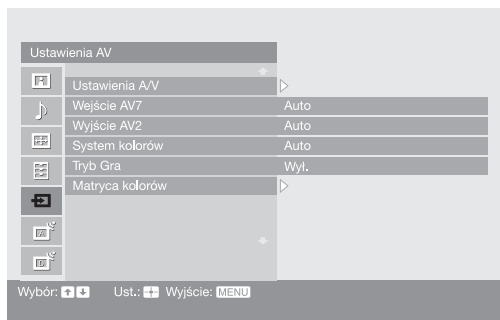 Ustawienia AV
Ustawienia A/V
Wejście AV7 Auto
Wyjście AV2 Auto
System kolorów Auto
Tryb Gra Wył.
Matryca kolorów
Wybór: Ust.: Wyjście: MENU